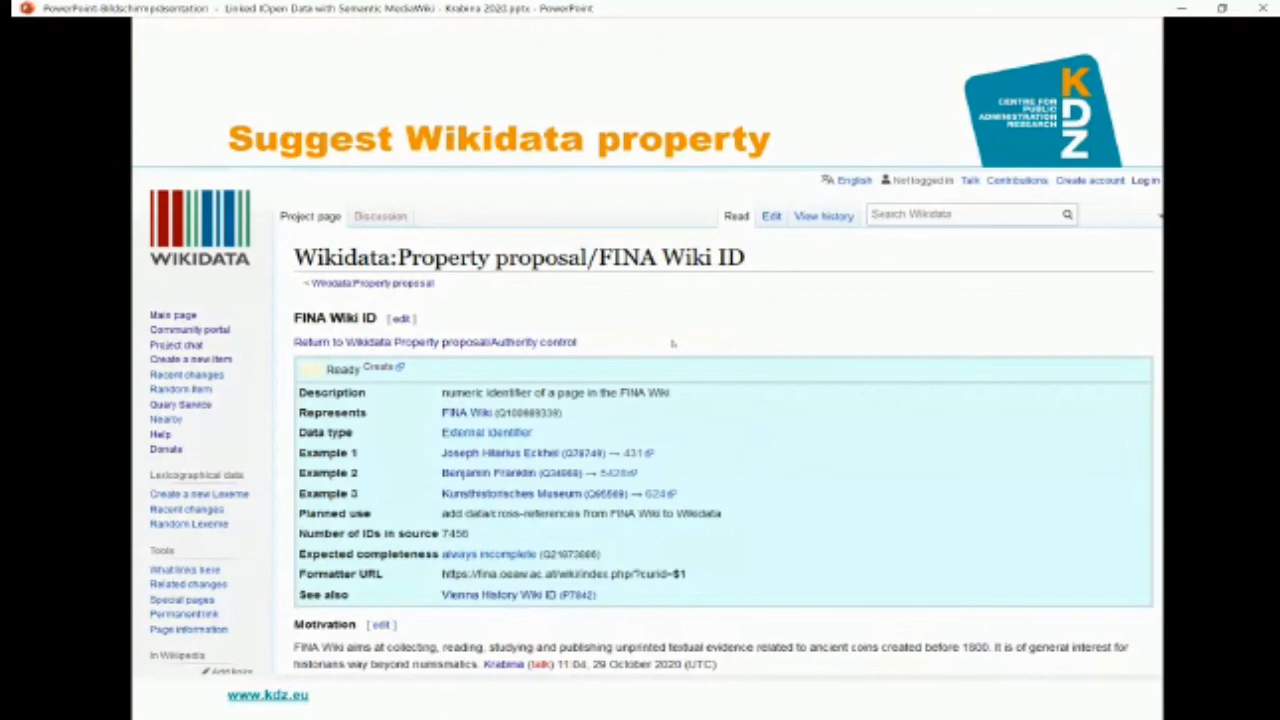 PowerPoint-Bildschirmpräsentation - Linked (Open Data with Semantic MediaWiki - Krabina 2020.pptx - PowerPoint
KDZ
CENTRE FOR
PUBLIC
ADMINISTRATION
RESEARCH
Suggest Wikidata property
English Not logged in Talk Contributions Create account Log in
WIKIDATA
Project page Discussion Read Edit View history Search Wikidata
Wikidata:Property proposal/FINA Wiki ID
< Wikidata:Property proposal
FINA Wiki ID [ edit ]
Return to Wikidata Property proposal/Authority control
Ready Create
Description numeric identifier of a page in the FINA Wiki
Represents FINA Wiki
Data type External identifier
Example 1 Joseph Hilarius Eckhel (Q78749) → 431
Example 2 Benjamin Franklin (Q34969) → 5428
Example 3 Kunsthistorisches Museum (Q95569) → 624
Planned use add data/cross-references from FINA Wiki to Wikidata
Number of IDs in source 7456
Expected completeness always incomplete (Q21873886)
Formatter URL https://fina.oeaw.ac.at/wiki/index.php/?curid=$1
See also Vienna History Wiki ID (P7842)
Motivation [ edit ]
FINA Wiki aims at collecting, reading, studying and publishing unprinted textual evidence related to ancient coins created before 1800. It is of general interest for
historians way beyond numismatics. Krabina (talk) 11:04, 29 October 2020 (UTC)
Main page
Community portal
Project chat
Create a new item
Recent changes
Random item
Query Service
Nearby
Help
Donate
Lexicographical data
Create a new Lexeme
Recent changes
Random Lexeme
Tools
What links here
Related changes
Special pages
Permanent link
Page information
In Wikipedia
Add links
www.kdz.eu